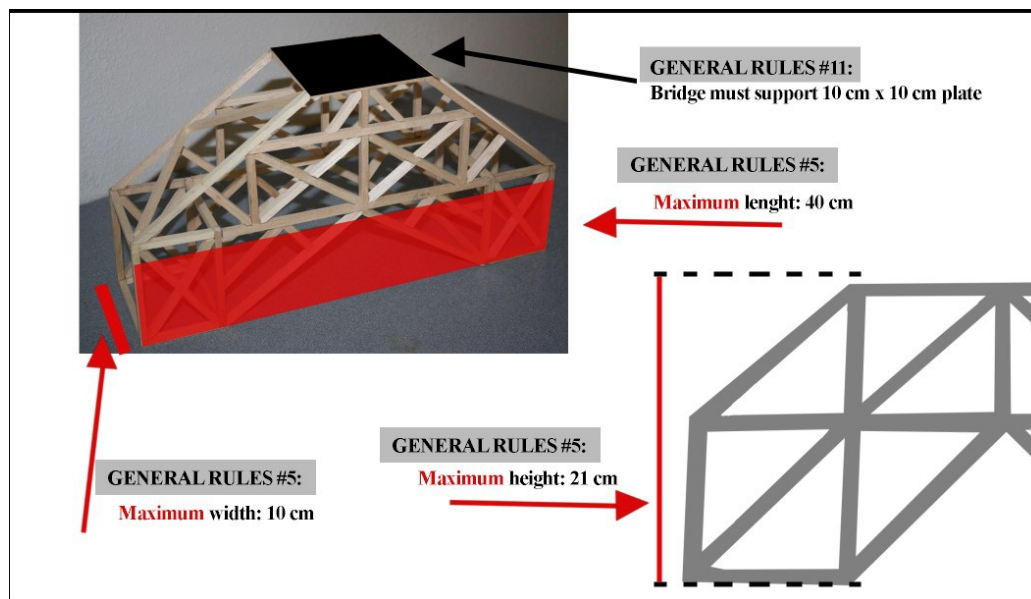 GENERAL RULES #11:
Bridge must support 10 cm x 10 cm plate
GENERAL RULES #5:
Maximum lenght: 40 cm
GENERAL RULES #5:
Maximum height: 21 cm
GENERAL RULES #5:
Maximum width: 10 cm